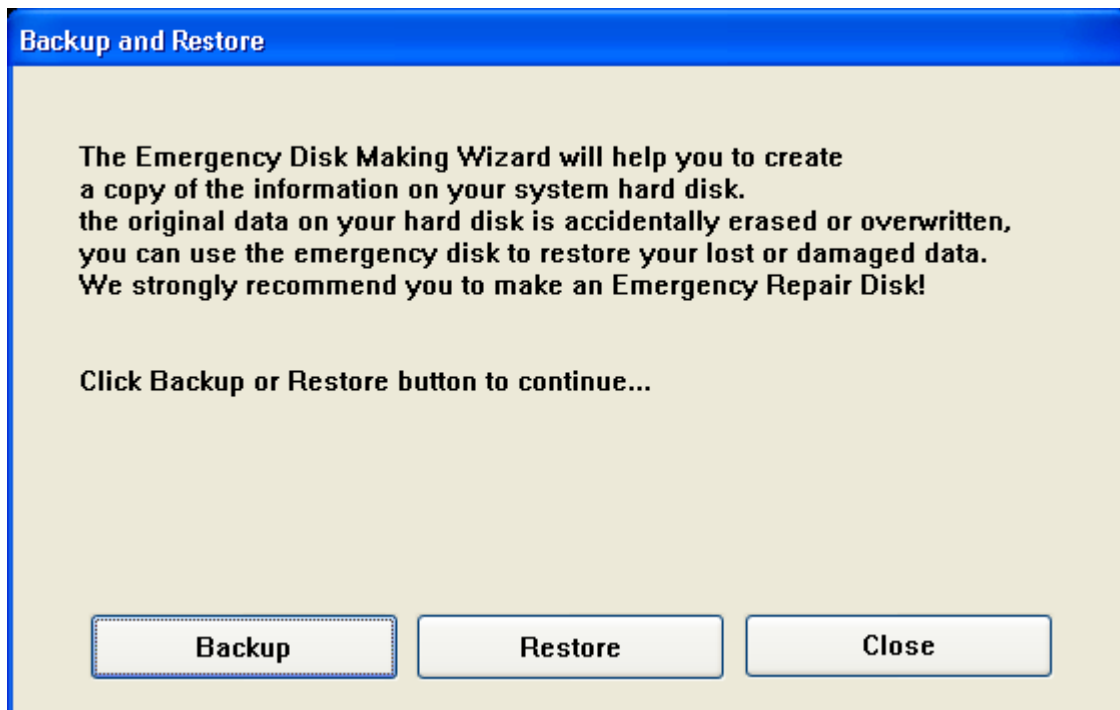 Backup and Restore
The Emergency Disk Making Wizard will help you to create
a copy of the information on your system hard disk.
the original data on your hard disk is accidentally erased or overwritten,
you can use the emergency disk to restore your lost or damaged data.
We strongly recommend you to make an Emergency Repair Disk!
Click Backup or Restore button to continue...
Backup
Restore
Close